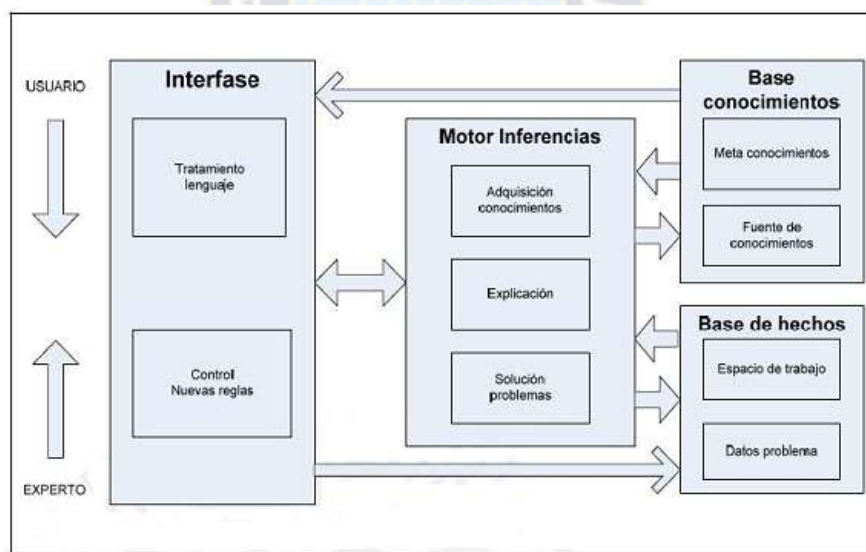 USUARIO
EXPERTO
Interfase
Tratamiento
lenguaje
Control
Nuevas reglas
Motor Inferencias
Adquisición
conocimientos
Explicación
Solución
problemas
Base
conocimientos
Meta conocimientos
Fuente de
conocimientos
Base de hechos
Espacio de trabajo
Datos problema